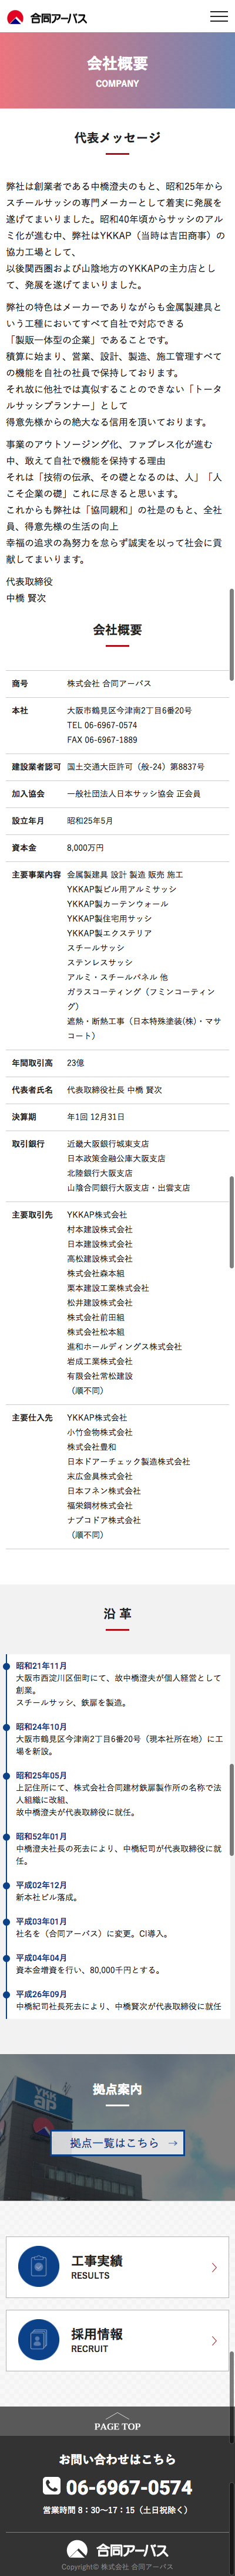 合同アーバス
会社概要
COMPANY
代表メッセージ
弊社は創業者である中橋澄夫のもと、昭和25年から
スチールサッシの専門メーカーとして着実に発展を
遂げてまいりました。昭和40年頃からサッシのアル
ミ化が進む中、弊社はYKKAP（当時は吉田商事）の
協力工場として、
以後関西圏および山陰地方のYKKAPの主力店とし
て、発展を遂げてまいりました。
弊社の特色はメーカーでありながらも金属製建具と
いう工種においてすべて自社で対応できる
「製販一体型の企業」であることです。
積算に始まり、営業、設計、製造、施工管理すべて
の機能を自社の社員で保持しております。
それ故に他社では真似することのできない「トータ
ルサッシプランナー」として
得意先様からの絶大なる信用を頂いております。
事業のアウトソージング化、ファブレス化が進む
中、敢えて自社で機能を保持する理由
それは「技術の伝承、その礎となるのは、人」「人
こそ企業の礎」これに尽きると思います。
これからも弊社は「協同親和」の社是のもと、全社
員、得意先様の生活の向上
幸福の追求の為努力を怠らず誠実を以って社会に貢
献してまいります。
代表取締役
中橋 賢次
会社概要
商号 株式会社 合同アーバス
本社 大阪市鶴見区今津南2丁目6番20号
TEL 06-6967-0574
FAX 06-6967-1889
建設業者認可 国土交通大臣許可（般-24）第8837号
加入協会 一般社団法人日本サッシ協会 正会員
設立年月 昭和25年5月
資本金 8,000万円
主要事業内容 金属製建具 設計 製造 販売 施工
YKKAP製ビル用アルミサッシ
YKKAP製カーテンウォール
YKKAP製住宅用サッシ
YKKAP製エクステリア
スチールサッシ
ステンレスサッシ
アルミ・スチールパネル 他
ガラスコーティング（フミンコーティン
グ）
遮熱・断熱工事（日本特殊塗装(株)・マサ
コート）
年間取引高 23億
代表者氏名 代表取締役社長 中橋 賢次
決算期 年1回 12月31日
取引銀行 近畿大阪銀行城東支店
日本政策金融公庫大阪支店
北陸銀行大阪支店
山陰合同銀行大阪支店・出雲支店
主要取引先 YKKAP株式会社
村本建設株式会社
日本建設株式会社
高松建設株式会社
株式会社森本組
栗本建設工業株式会社
松井建設株式会社
株式会社前田組
株式会社松本組
進和ホールディングス株式会社
岩成工業株式会社
有限会社常松建設
（順不同）
主要仕入先 YKKAP株式会社
小竹金物株式会社
株式会社豊和
日本ドアーチェック製造株式会社
末広金具株式会社
日本フネン株式会社
福栄鋼材株式会社
ナブコドア株式会社
（順不同）
沿 革
昭和21年11月
大阪市西淀川区佃町にて、故中橋澄夫が個人経営として
創業。
スチールサッシ、鉄扉を製造。
昭和24年10月
大阪市鶴見区今津南2丁目6番20号（現本社所在地）に工
場を新設。
昭和25年05月
上記住所にて、株式会社合同建材鉄扉製作所の名称で法
人組織に改組、
故中橋澄夫が代表取締役に就任。
昭和52年01月
中橋澄夫社長の死去により、中橋紀司が代表取締役に就
任。
平成02年12月
新本社ビル落成。
平成03年01月
社名を（合同アーバス）に変更。CI導入。
平成04年04月
資本金増資を行い、80,000千円とする。
平成26年09月
中橋紀司社長死去により、中橋賢次が代表取締役に就任
拠点案内
YKK
ap
拠点一覧はこちら →
工事実績
RESULTS
採用情報
RECRUIT
PAGE TOP
お問い合わせはこちら
06-6967-0574
営業時間 8：30〜17：15（土日祝除く）
合同アーバス
Copyright© 株式会社 合同アーバス